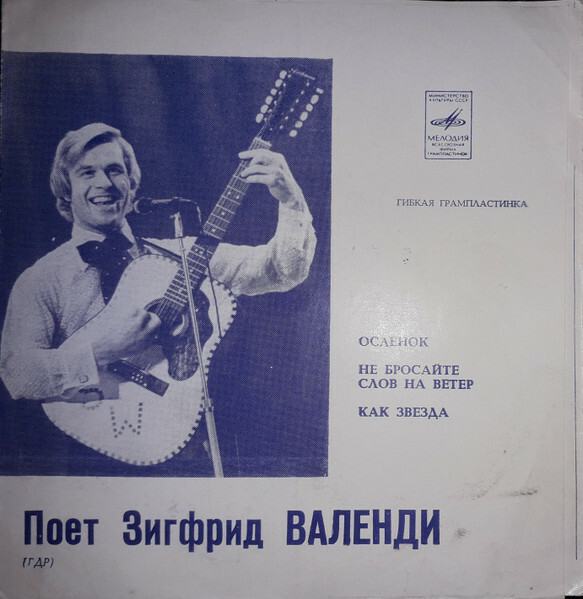 МИНИСТЕРСТВО
КУЛЬТУРЫ СССР
МЕЛОДИЯ
ВСЕСОЮЗНАЯ
ФИРМА
ГРАМПЛАСТИНОК
ГИБКАЯ ГРАМПЛАСТИНКА
ОСЛЕНОК
НЕ БРОСАЙТЕ
СЛОВ НА ВЕТЕР
КАК ЗВЕЗДА
W
Поет Зигфрид ВАЛЕНДИ
(ГДР)